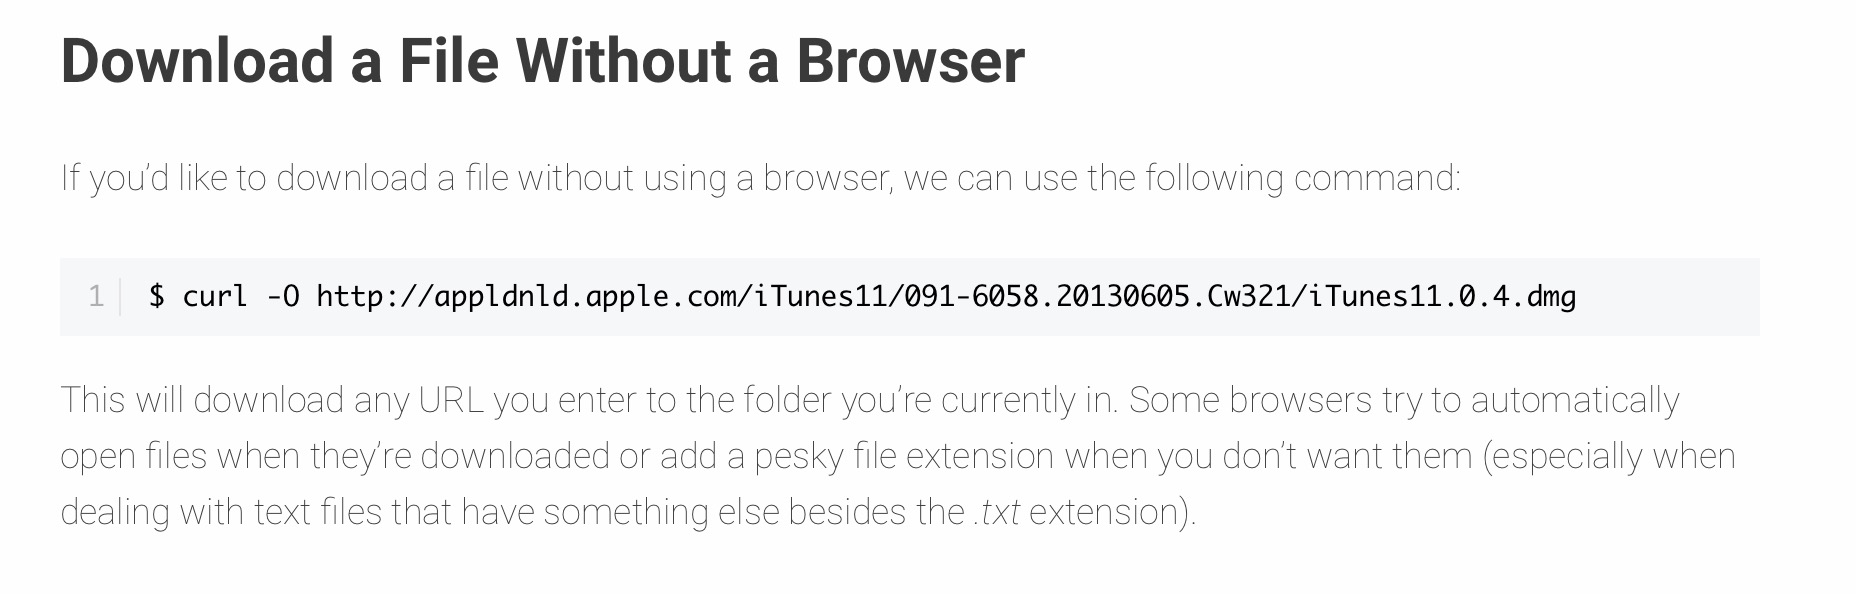 Download a File Without a Browser
If you’d like to download a file without using a browser, we can use the following command:
1 $ curl -O http://appldnld.apple.com/iTunes11/091-6058.20130605.Cw321/iTunes11.0.4.dmg
This will download any URL you enter to the folder you’re currently in. Some browsers try to automatically
open files when they’re downloaded or add a pesky file extension when you don’t want them (especially when
dealing with text files that have something else besides the .txt extension).